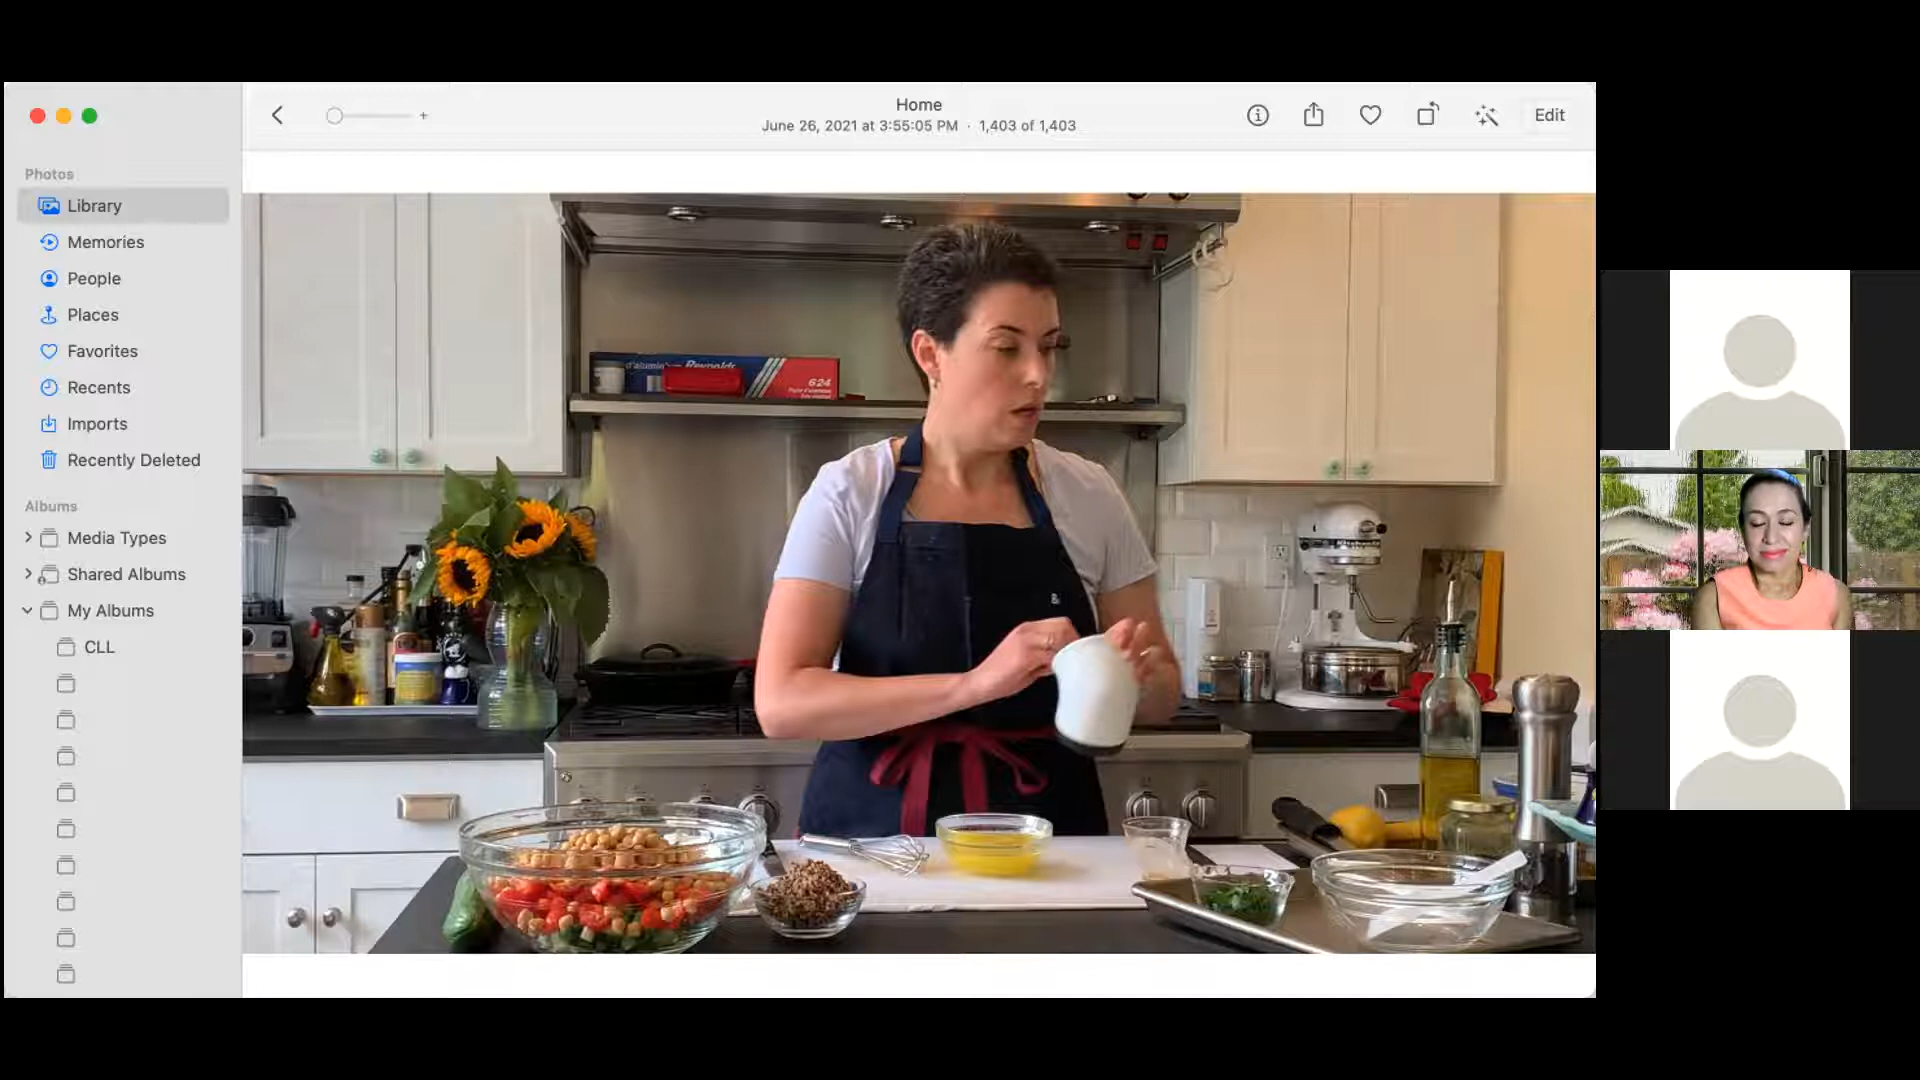 Home
June 26, 2021 at 3:55:05 PM · 1,403 of 1,403
Edit
Photos
Library
Memories
People
Places
Favorites
Recents
Imports
Recently Deleted
Albums
Media Types
Shared Albums
My Albums
CLL
d'aluminium Reynolds
624
&